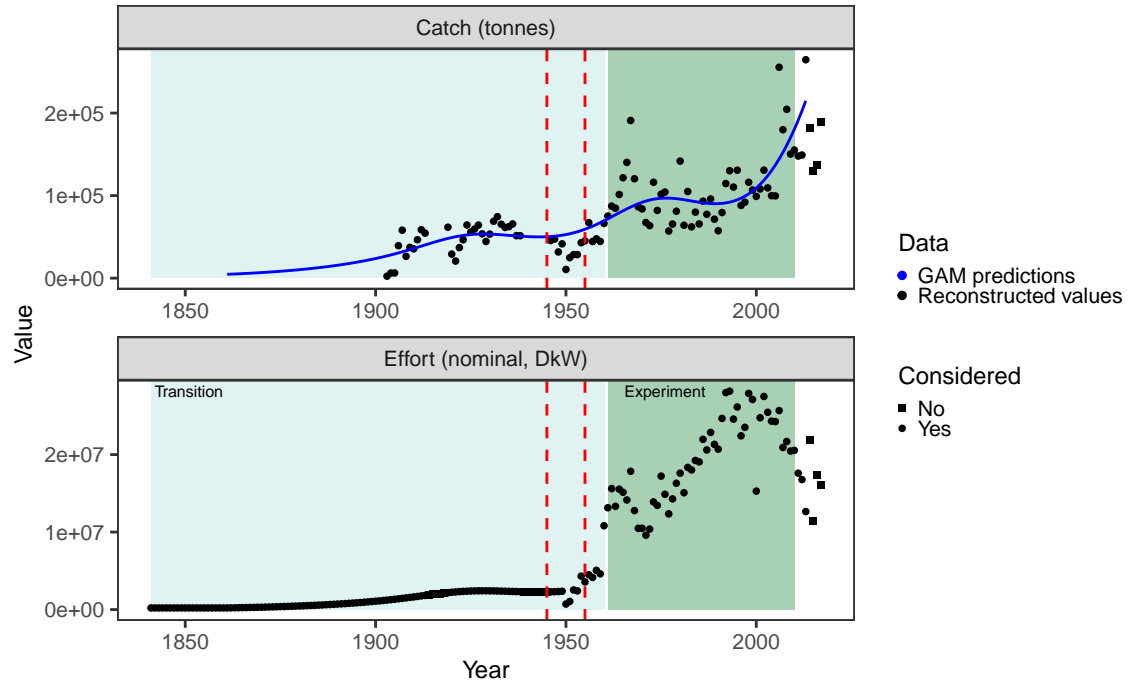 Catch (tonnes)
2e+05
1e+05
0e+00
1850 1900 1950 2000
Value
Effort (nominal, DkW)
Transition Experiment
2e+07
1e+07
0e+00
1850 1900 1950 2000
Year
Data
GAM predictions
Reconstructed values
Considered
No
Yes